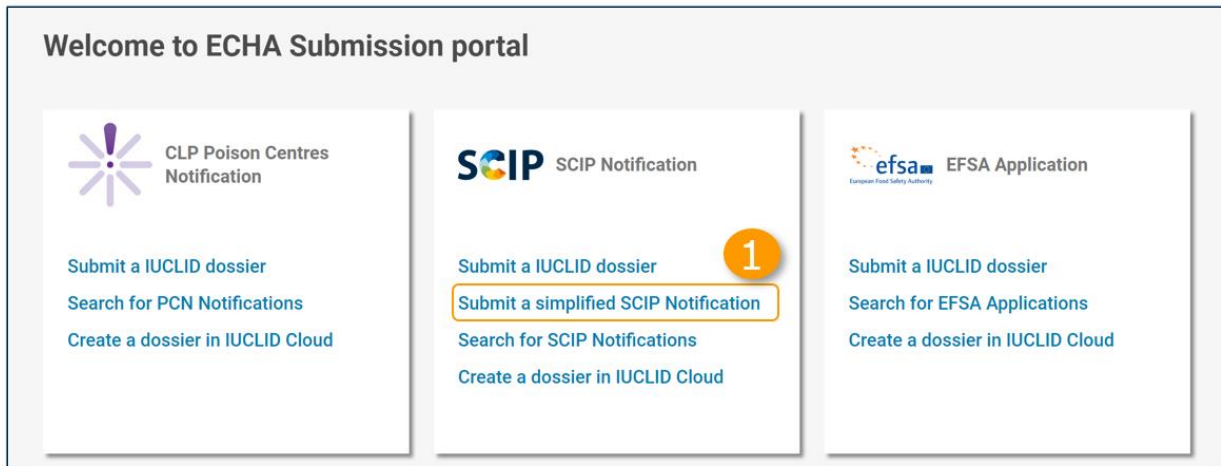 Welcome to ECHA Submission portal
CLP Poison Centres
Notification
Submit a IUCLID dossier
Search for PCN Notifications
Create a dossier in IUCLID Cloud
SCIP SCIP Notification
1
Submit a IUCLID dossier
Submit a simplified SCIP Notification
Search for SCIP Notifications
Create a dossier in IUCLID Cloud
efsa EFSA Application
European Food Safety Authority
Submit a IUCLID dossier
Search for EFSA Applications
Create a dossier in IUCLID Cloud